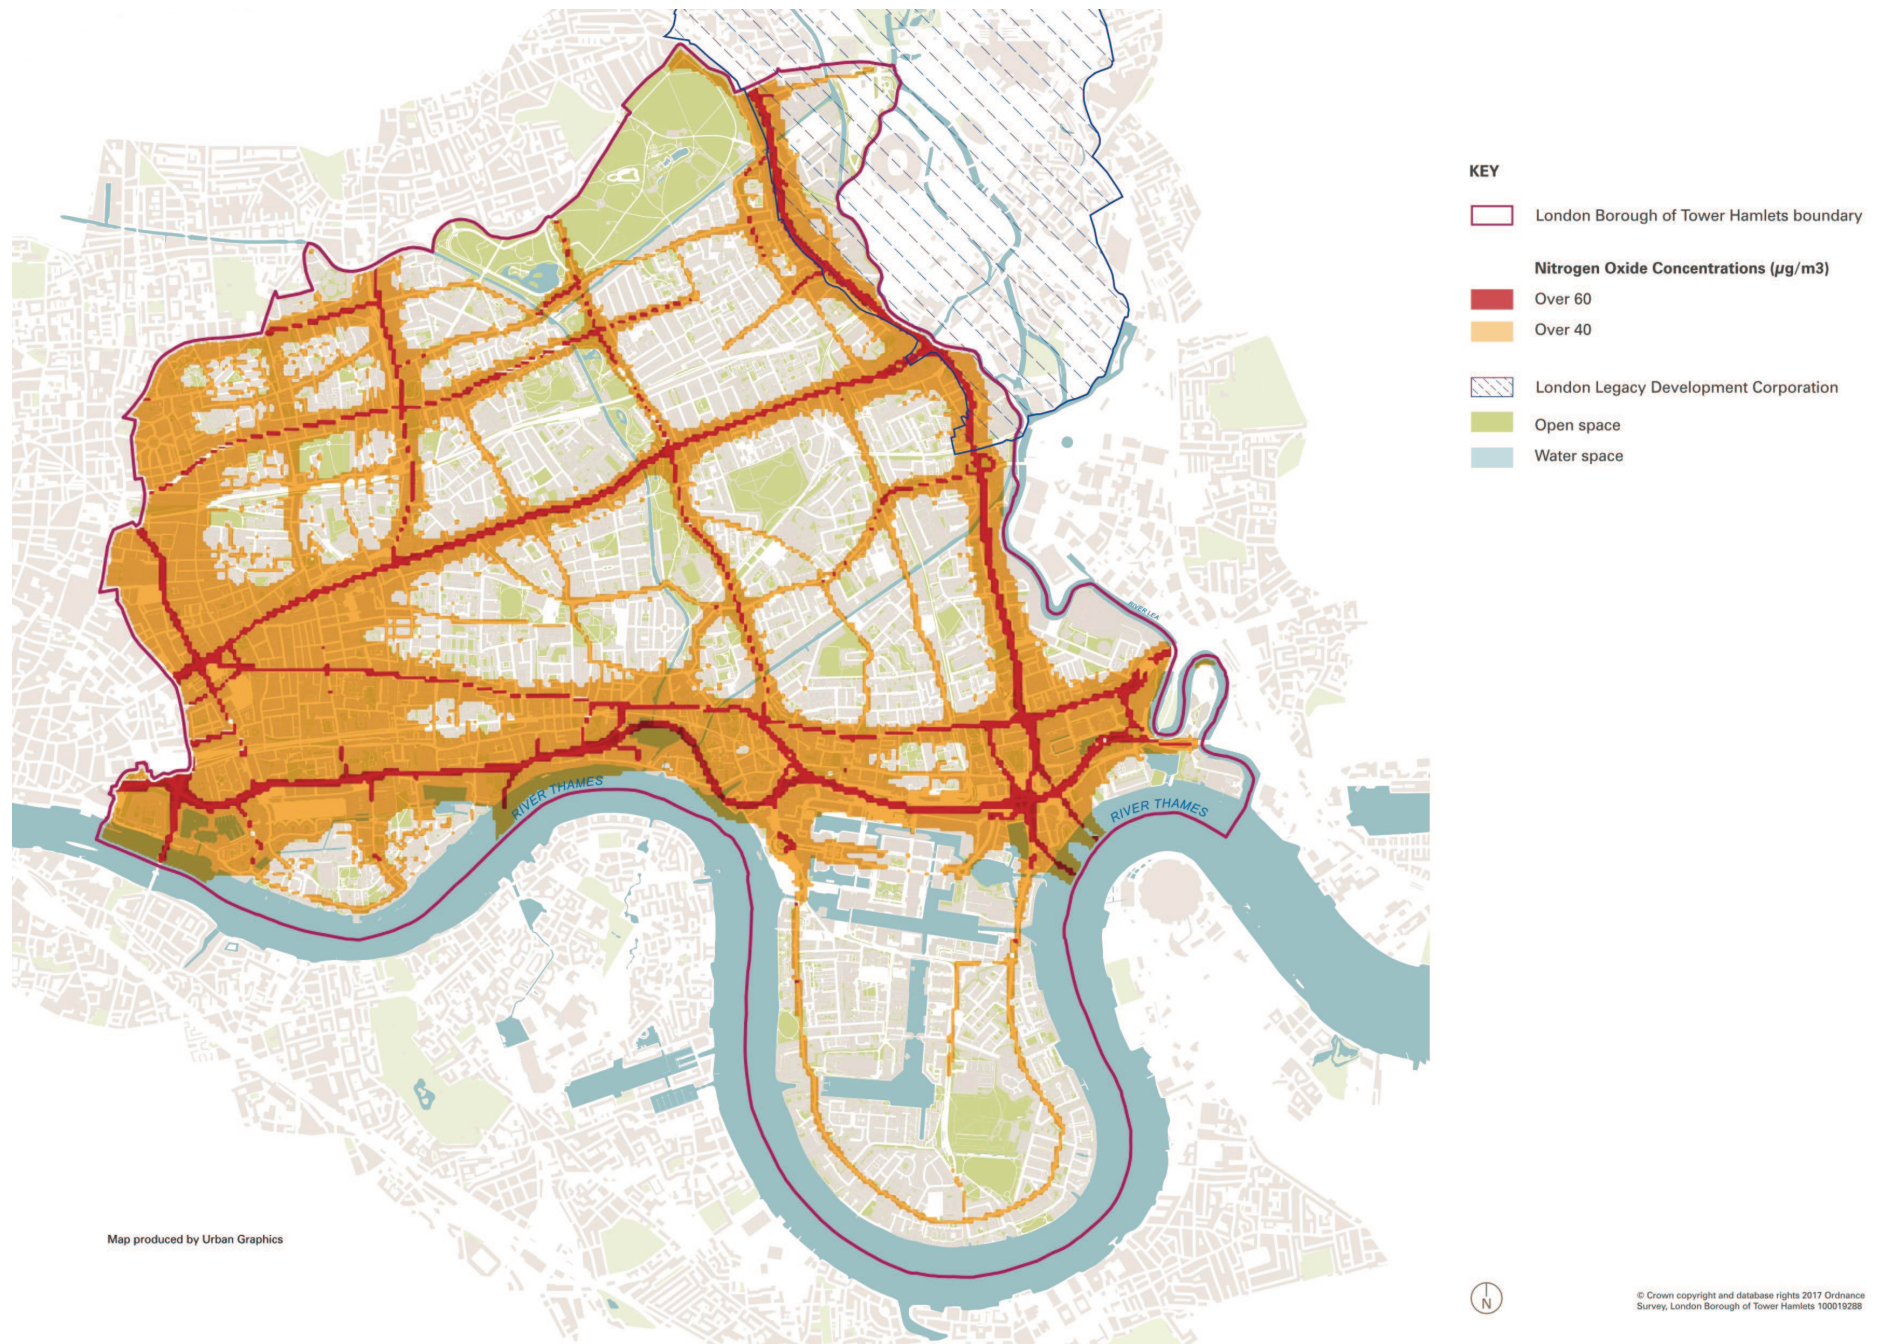 KEY
London Borough of Tower Hamlets boundary
Nitrogen Oxide Concentrations (µg/m3)
Over 60
Over 40
London Legacy Development Corporation
Open space
Water space
RIVER LEA
RIVER THAMES
RIVER THAMES
Map produced by Urban Graphics
N
© Crown copyright and database rights 2017 Ordnance
Survey, London Borough of Tower Hamlets 100019288